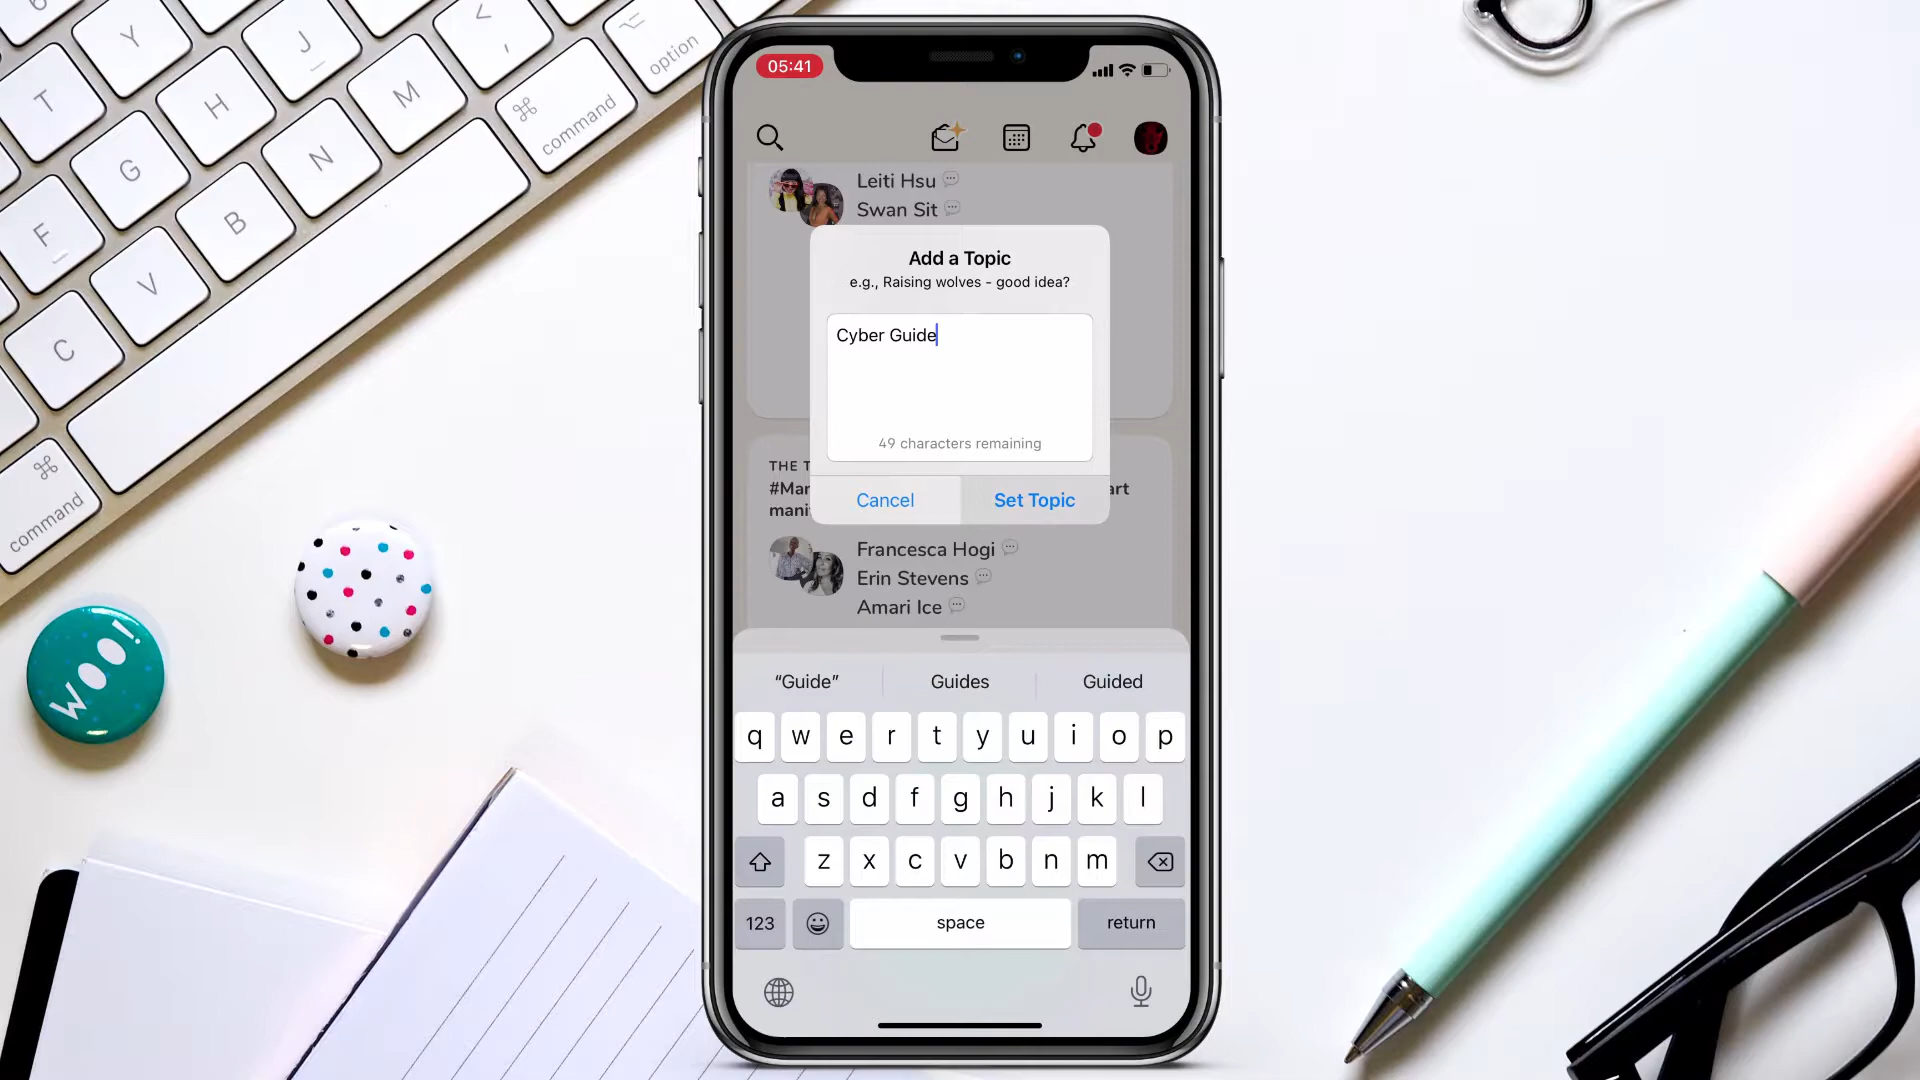 05:41
Leiti Hsu
Swan Sit
Add a Topic
e.g., Raising wolves - good idea?
Cyber Guide
49 characters remaining
Cancel
Set Topic
THE T
#Mar
art
mani
Francesca Hogi
Erin Stevens
Amari Ice
“Guide”
Guides
Guided
q w e r t y u i o p
a s d f g h j k l
z x c v b n m
123
space
return
Y
J
<
,
option
T
H
M
⌘
command
G
N
F
B
V
C
⌘
command
WOO!